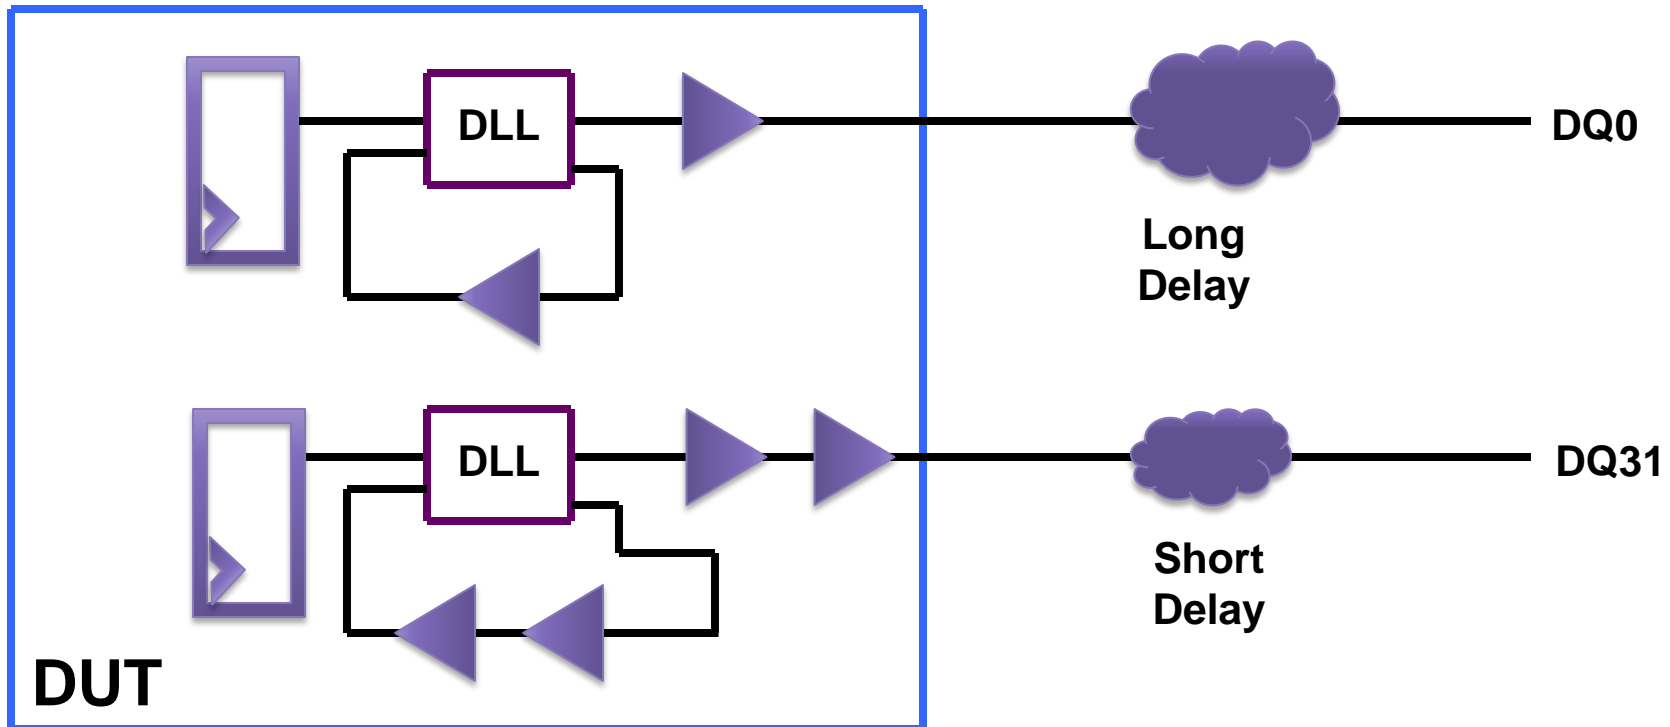 DLL
DQ0
Long
Delay
DLL
DQ31
Short
Delay
DUT